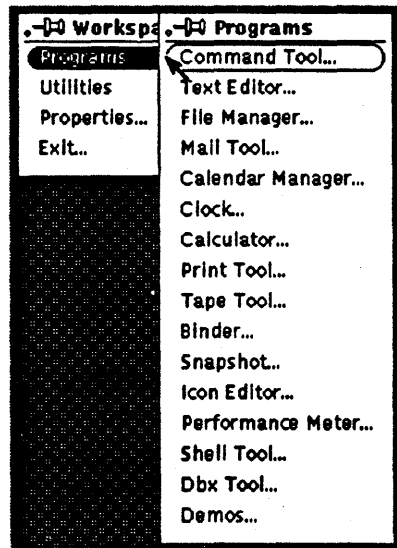 Workspa
Programs
Utilities
Properties...
Exit...
Programs
Command Tool...
Text Editor...
File Manager...
Mail Tool...
Calendar Manager...
Clock...
Calculator...
Print Tool...
Tape Tool...
Binder...
Snapshot...
Icon Editor...
Performance Meter...
Shell Tool...
Dbx Tool...
Demos...